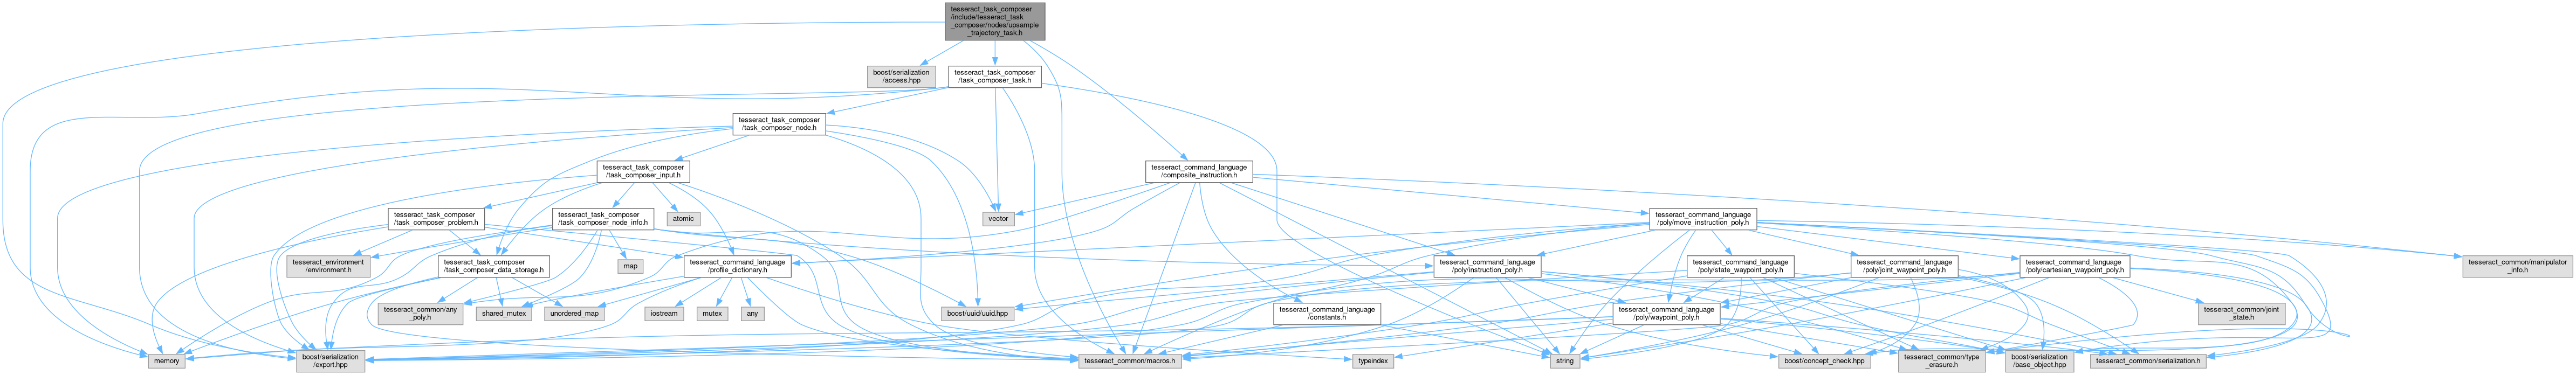 tesseract_task_composer
/include/tesseract_task
_composer/nodes/upsample
_trajectory_task.h
boost/serialization
/access.hpp
tesseract_task_composer
/task_composer_task.h
tesseract_task_composer
/task_composer_node.h
tesseract_task_composer
/task_composer_input.h
tesseract_command_language
/composite_instruction.h
tesseract_task_composer
/task_composer_problem.h
tesseract_task_composer
/task_composer_node_info.h
atomic
vector
tesseract_command_language
/poly/move_instruction_poly.h
tesseract_environment
/environment.h
tesseract_task_composer
/task_composer_data_storage.h
map
tesseract_command_language
/profile_dictionary.h
tesseract_command_language
/poly/instruction_poly.h
tesseract_command_language
/poly/state_waypoint_poly.h
tesseract_command_language
/poly/joint_waypoint_poly.h
tesseract_command_language
/poly/cartesian_waypoint_poly.h
tesseract_common/manipulator
_info.h
tesseract_common/any
_poly.h
shared_mutex
unordered_map
iostream
mutex
any
boost/uuid/uuid.hpp
tesseract_command_language
/constants.h
tesseract_command_language
/poly/waypoint_poly.h
tesseract_common/joint
_state.h
memory
boost/serialization
/export.hpp
tesseract_common/macros.h
typeindex
string
boost/concept_check.hpp
tesseract_common/type
_erasure.h
boost/serialization
/base_object.hpp
tesseract_common/serialization.h